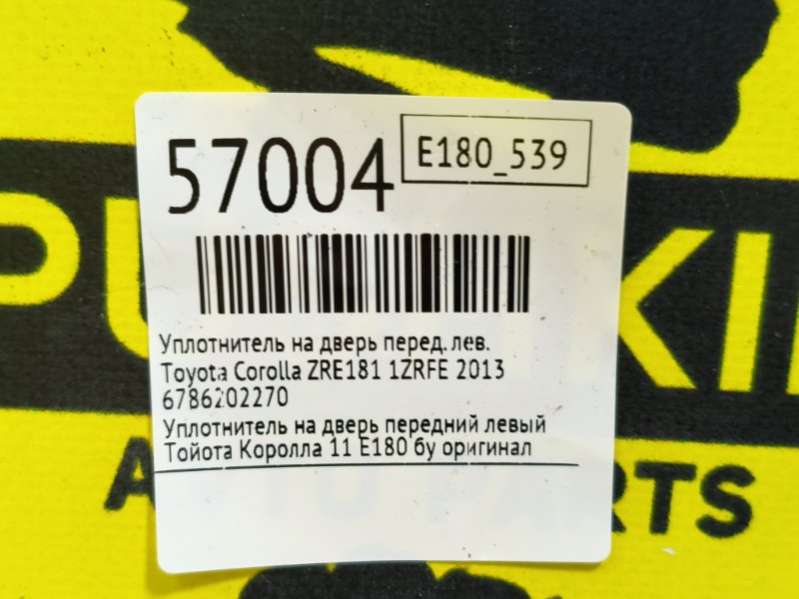 57004
E180_539
Уплотнитель на дверь перед. лев.
Toyota Corolla ZRE181 1ZRFE 2013
6786202270
Уплотнитель на дверь передний левый
Тойота Королла 11 E180 бу оригинал